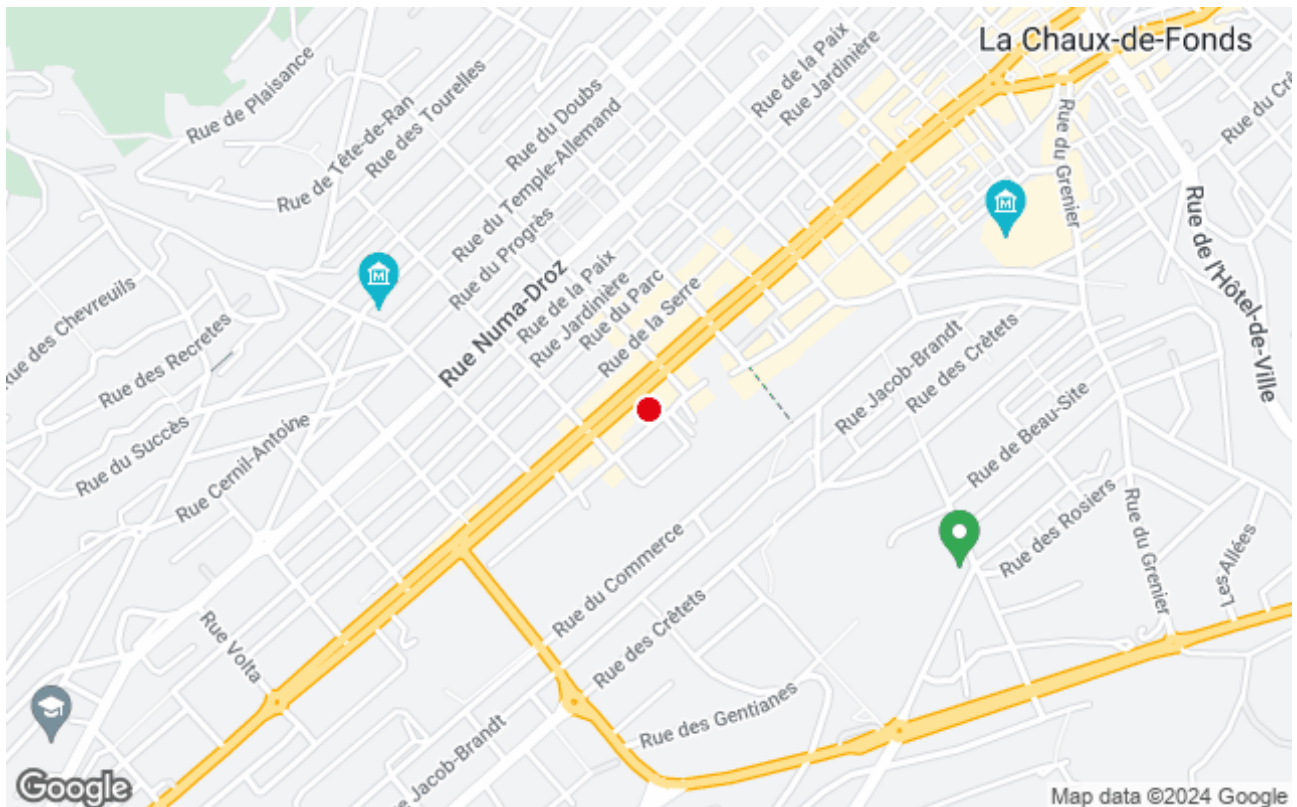 La Chaux-de-Fonds
Rue de Plaisance
Rue de Tête-de-Ran
Rue des Tourelles
Rue du Doubs
Rue du Temple-Allemand
Rue du Progrès
Rue de la Paix
Rue Jardinière
Rue du Grenier
Rue du Crê
Rue de l'Hôtel-de-Ville
Rue Numa-Droz
Rue de la Paix
Rue Jardinière
Rue du Parc
Rue de la Serre
Rue des Chevreuils
Rue des Recretes
Rue du Succès
Rue Cernil-Antoine
Rue Jacob-Brandt
Rue des Crêtets
Rue de Beau-Site
Rue des Rosiers
Rue du Grenier
Les Allées
Rue du Commerce
Rue des Crêtets
Rue Volta
Rue des Gentianes
ue Jacob-Brandt
M
M
Google
Map data ©2024 Google